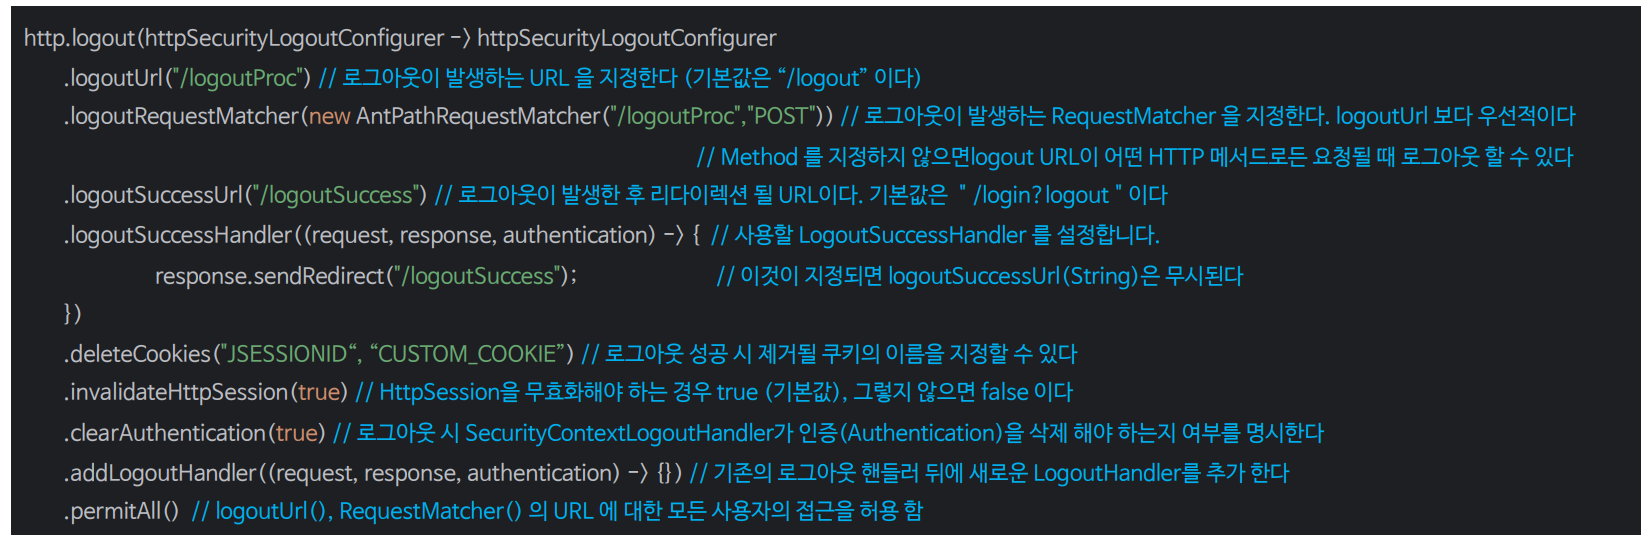 http.logout(httpSecurityLogoutConfigurer -> httpSecurityLogoutConfigurer
.logoutUrl("/logoutProc") // 로그아웃이 발생하는 URL 을 지정한다 (기본값은 “/logout” 이다)
.logoutRequestMatcher(new AntPathRequestMatcher("/logoutProc","POST")) // 로그아웃이 발생하는 RequestMatcher 을 지정한다. logoutUrl 보다 우선적이다
// Method 를 지정하지 않으면logout URL이 어떤 HTTP 메서드로든 요청될 때 로그아웃 할 수 있다
.logoutSuccessUrl("/logoutSuccess") // 로그아웃이 발생한 후 리다이렉션 될 URL이다. 기본값은 " /login?logout " 이다
.logoutSuccessHandler((request, response, authentication) -> { // 사용할 LogoutSuccessHandler 를 설정합니다.
response.sendRedirect("/logoutSuccess"); // 이것이 지정되면 logoutSuccessUrl(String)은 무시된다
})
.deleteCookies("JSESSIONID“, “CUSTOM_COOKIE”) // 로그아웃 성공 시 제거될 쿠키의 이름을 지정할 수 있다
.invalidateHttpSession(true) // HttpSession을 무효화해야 하는 경우 true (기본값), 그렇지 않으면 false 이다
.clearAuthentication(true) // 로그아웃 시 SecurityContextLogoutHandler가 인증(Authentication)을 삭제 해야 하는지 여부를 명시한다
.addLogoutHandler((request, response, authentication) -> {}) // 기존의 로그아웃 핸들러 뒤에 새로운 LogoutHandler를 추가 한다
.permitAll() // logoutUrl(), RequestMatcher() 의 URL 에 대한 모든 사용자의 접근을 허용 함